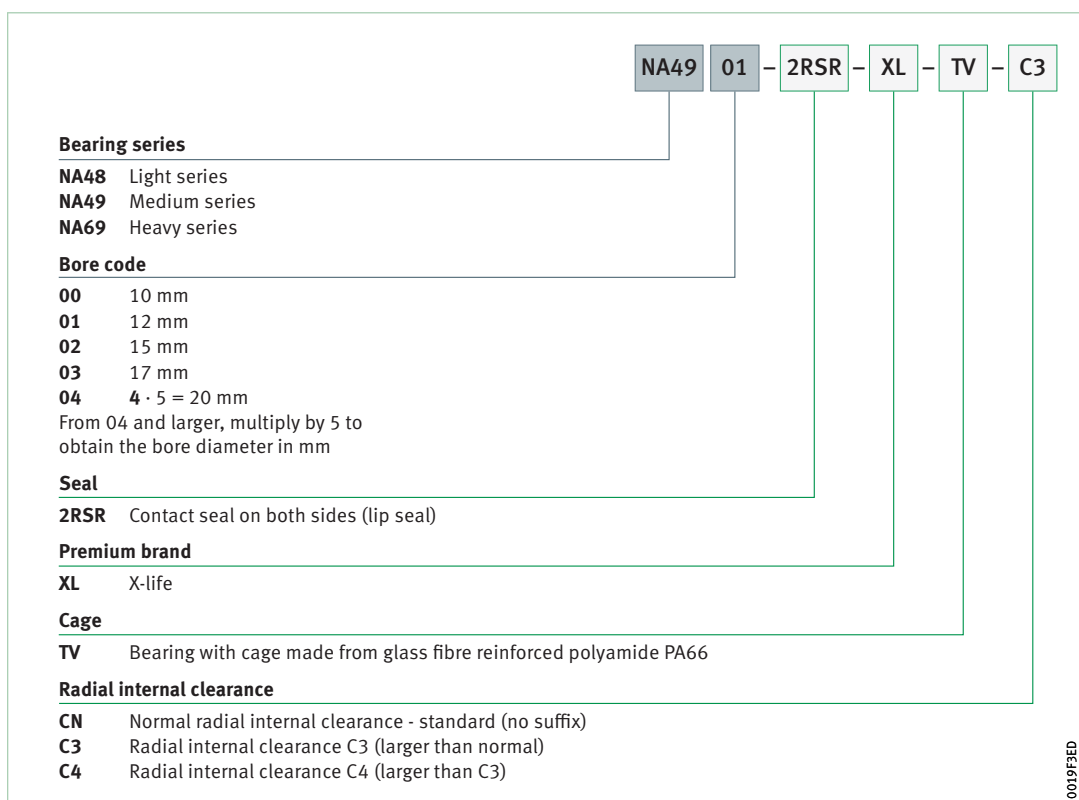 NA49 01 – 2RSR – XL – TV – C3
Bearing series
NA48 Light series
NA49 Medium series
NA69 Heavy series
Bore code
00 10 mm
01 12 mm
02 15 mm
03 17 mm
04 4 · 5 = 20 mm
From 04 and larger, multiply by 5 to
obtain the bore diameter in mm
Seal
2RSR Contact seal on both sides (lip seal)
Premium brand
XL X-life
Cage
TV Bearing with cage made from glass fibre reinforced polyamide PA66
Radial internal clearance
CN Normal radial internal clearance - standard (no suffix)
C3 Radial internal clearance C3 (larger than normal)
C4 Radial internal clearance C4 (larger than C3)
0019F3ED